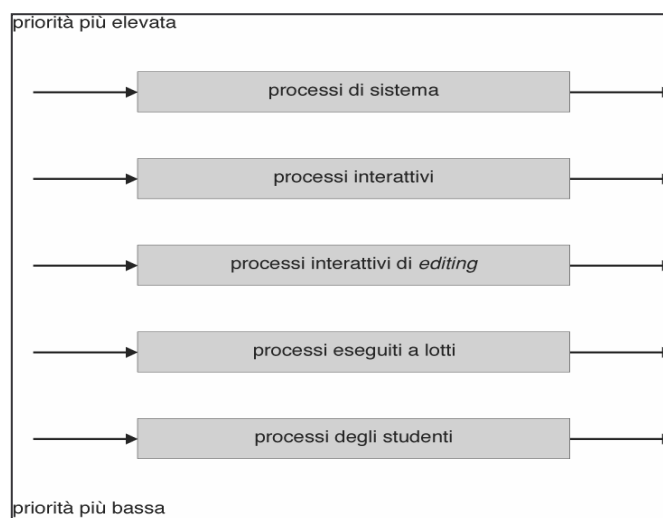 priorità più elevata
processi di sistema
processi interattivi
processi interattivi di editing
processi eseguiti a lotti
processi degli studenti
priorità più bassa